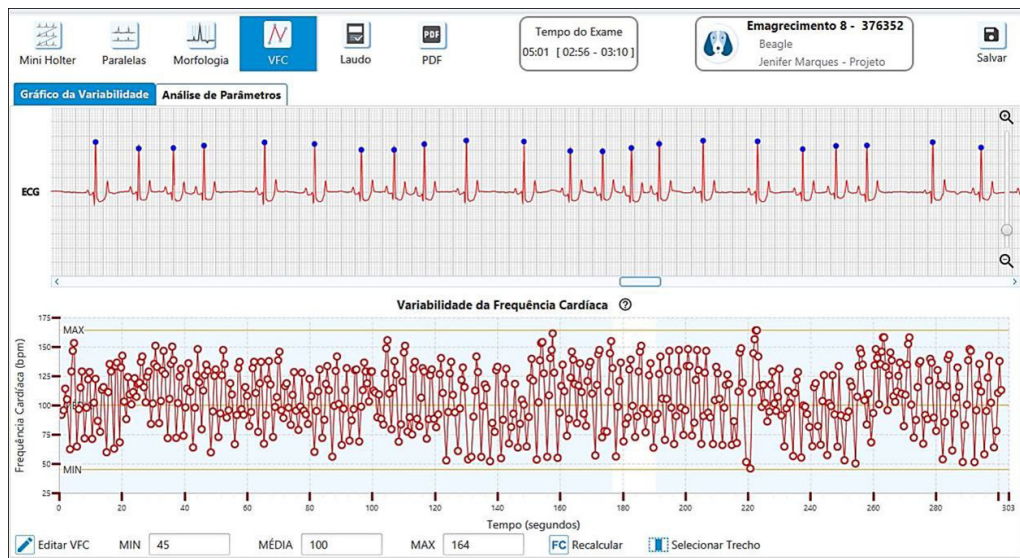 Mini Holter
Paralelas
Morfologia
VFC
Laudo
PDF
PDF
Tempo do Exame
05:01 [ 02:56 - 03:10 ]
Emagrecimento 8 - 376352
Beagle
Jenifer Marques - Projeto
Salvar
Gráfico da Variabilidade
Análise de Parâmetros
ECG
Variabilidade da Frequência Cardíaca
Frequência Cardíaca (bpm)
175
150
125
100
75
50
25
MAX
MIN
0 20 40 60 80 100 120 140 160 180 200 220 240 260 280 303
Tempo (segundos)
Editar VFC MIN 45 MÉDIA 100 MAX 164 FC Recalcular Selecionar Trecho